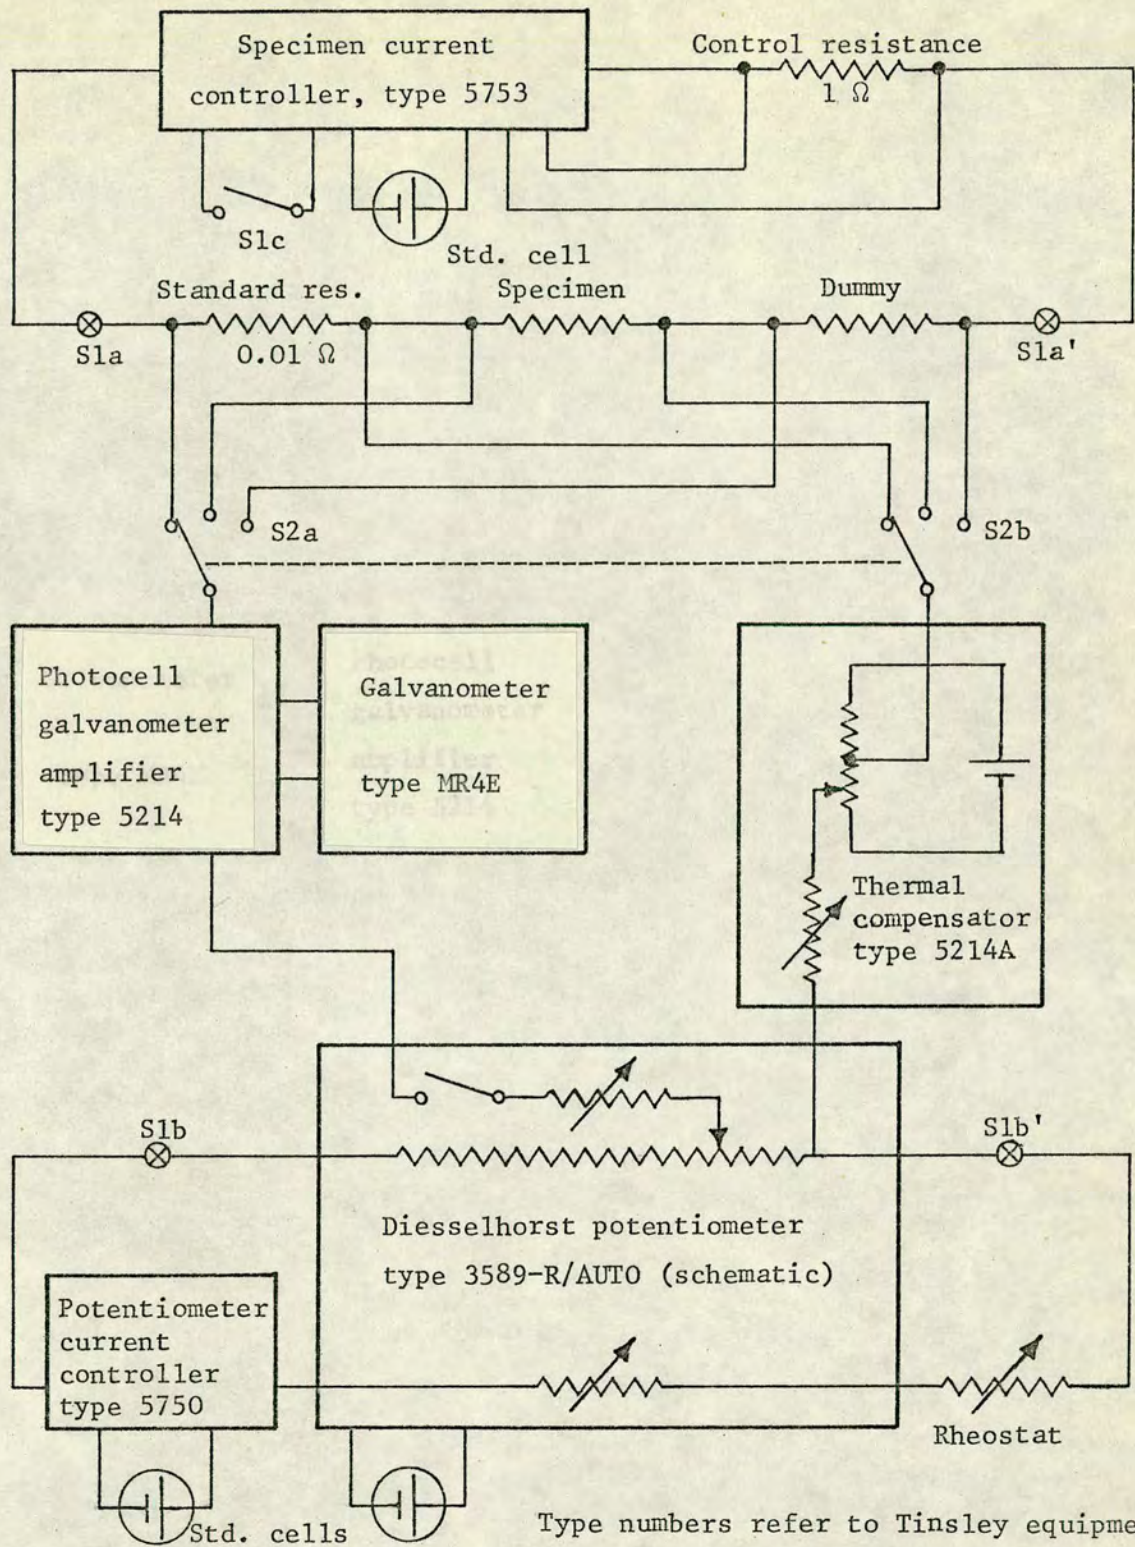 Specimen current
controller, type 5753
Control resistance
1 Ω
S1c
Std. cell
Standard res.
Specimen
Dummy
S1a
0.01 Ω
S1a'
S2a
S2b
Photocell
galvanometer
amplifier
type 5214
Galvanometer
type MR4E
Thermal
compensator
type 5214A
S1b
S1b'
Diesselhorst potentiometer
type 3589-R/AUTO (schematic)
Potentiometer
current
controller
type 5750
Rheostat
Std. cells
Type numbers refer to Tinsley equipme